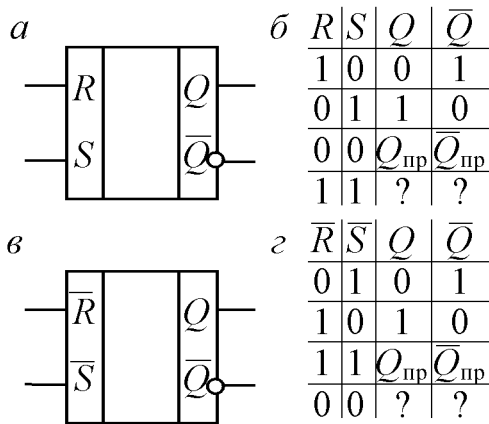 а
R Q
S Q̅
б
R S Q Q̅
1 0 0 1
0 1 1 0
0 0 Qпр Q̅пр
1 1 ? ?
в
R̅ Q
S̅ Q̅
г
R̅ S̅ Q Q̅
0 1 0 1
1 0 1 0
1 1 Qпр Q̅пр
0 0 ? ?